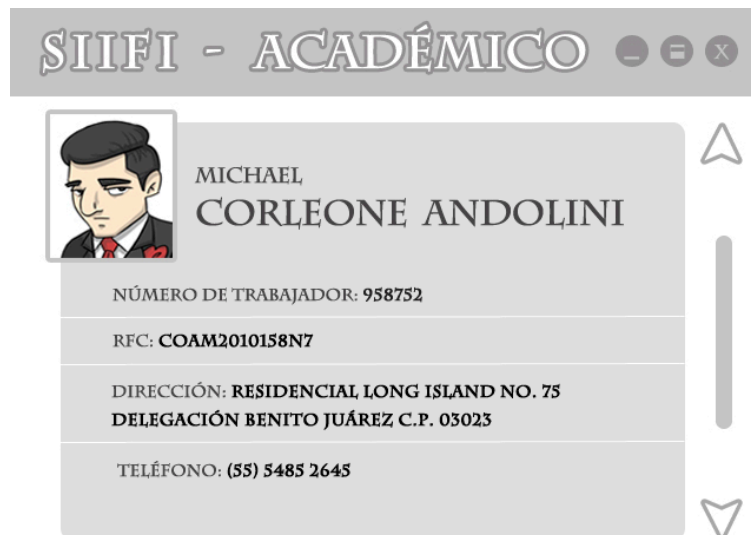 SIIFI - ACADÉMICO
X
MICHAEL
CORLEONE ANDOLINI
NÚMERO DE TRABAJADOR: 958752
RFC: COAM2010158N7
DIRECCIÓN: RESIDENCIAL LONG ISLAND NO. 75
DELEGACIÓN BENITO JUÁREZ C.P. 03023
TELÉFONO: (55) 5485 2645